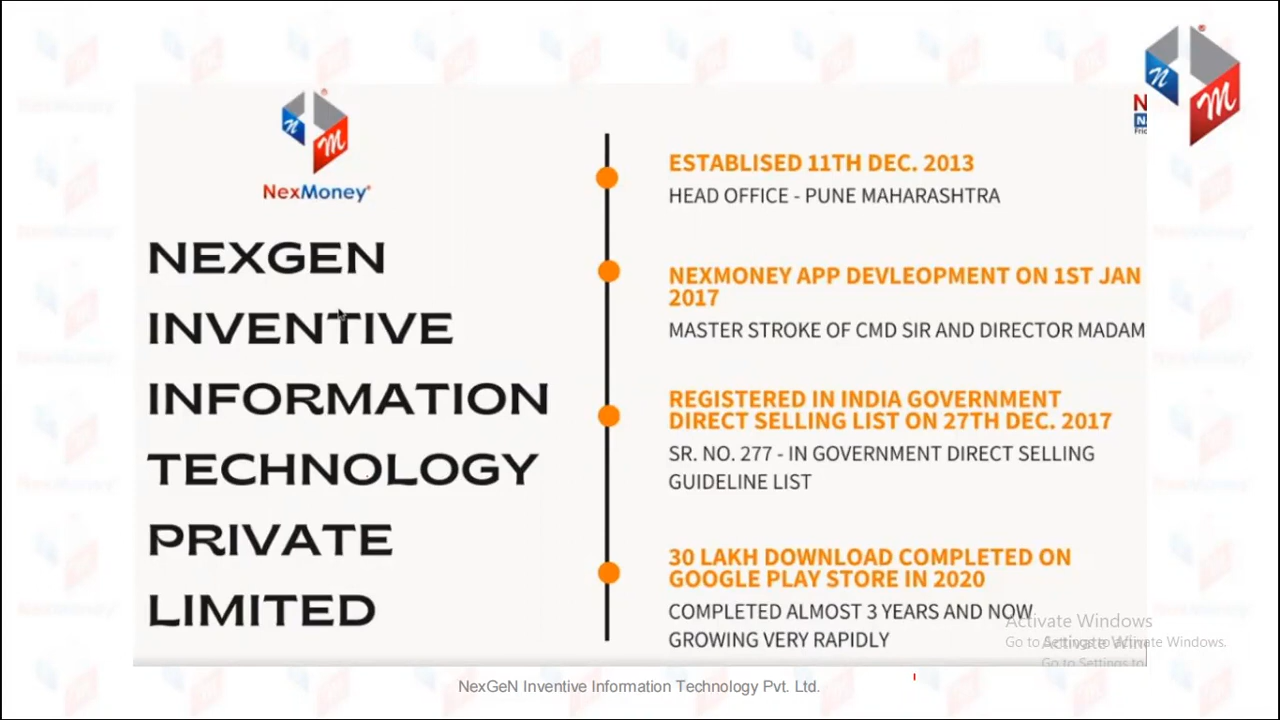 NexMoney®
NEXGEN
INVENTIVE
INFORMATION
TECHNOLOGY
PRIVATE
LIMITED
ESTABLISED 11TH DEC. 2013
HEAD OFFICE - PUNE MAHARASHTRA
NEXMONEY APP DEVLEOPMENT ON 1ST JAN
2017
MASTER STROKE OF CMD SIR AND DIRECTOR MADAM
REGISTERED IN INDIA GOVERNMENT
DIRECT SELLING LIST ON 27TH DEC. 2017
SR. NO. 277 - IN GOVERNMENT DIRECT SELLING
GUIDELINE LIST
30 LAKH DOWNLOAD COMPLETED ON
GOOGLE PLAY STORE IN 2020
COMPLETED ALMOST 3 YEARS AND NOW
GROWING VERY RAPIDLY
Activate Windows
Go to Settings to Activate Windows.
NexGeN Inventive Information Technology Pvt. Ltd.